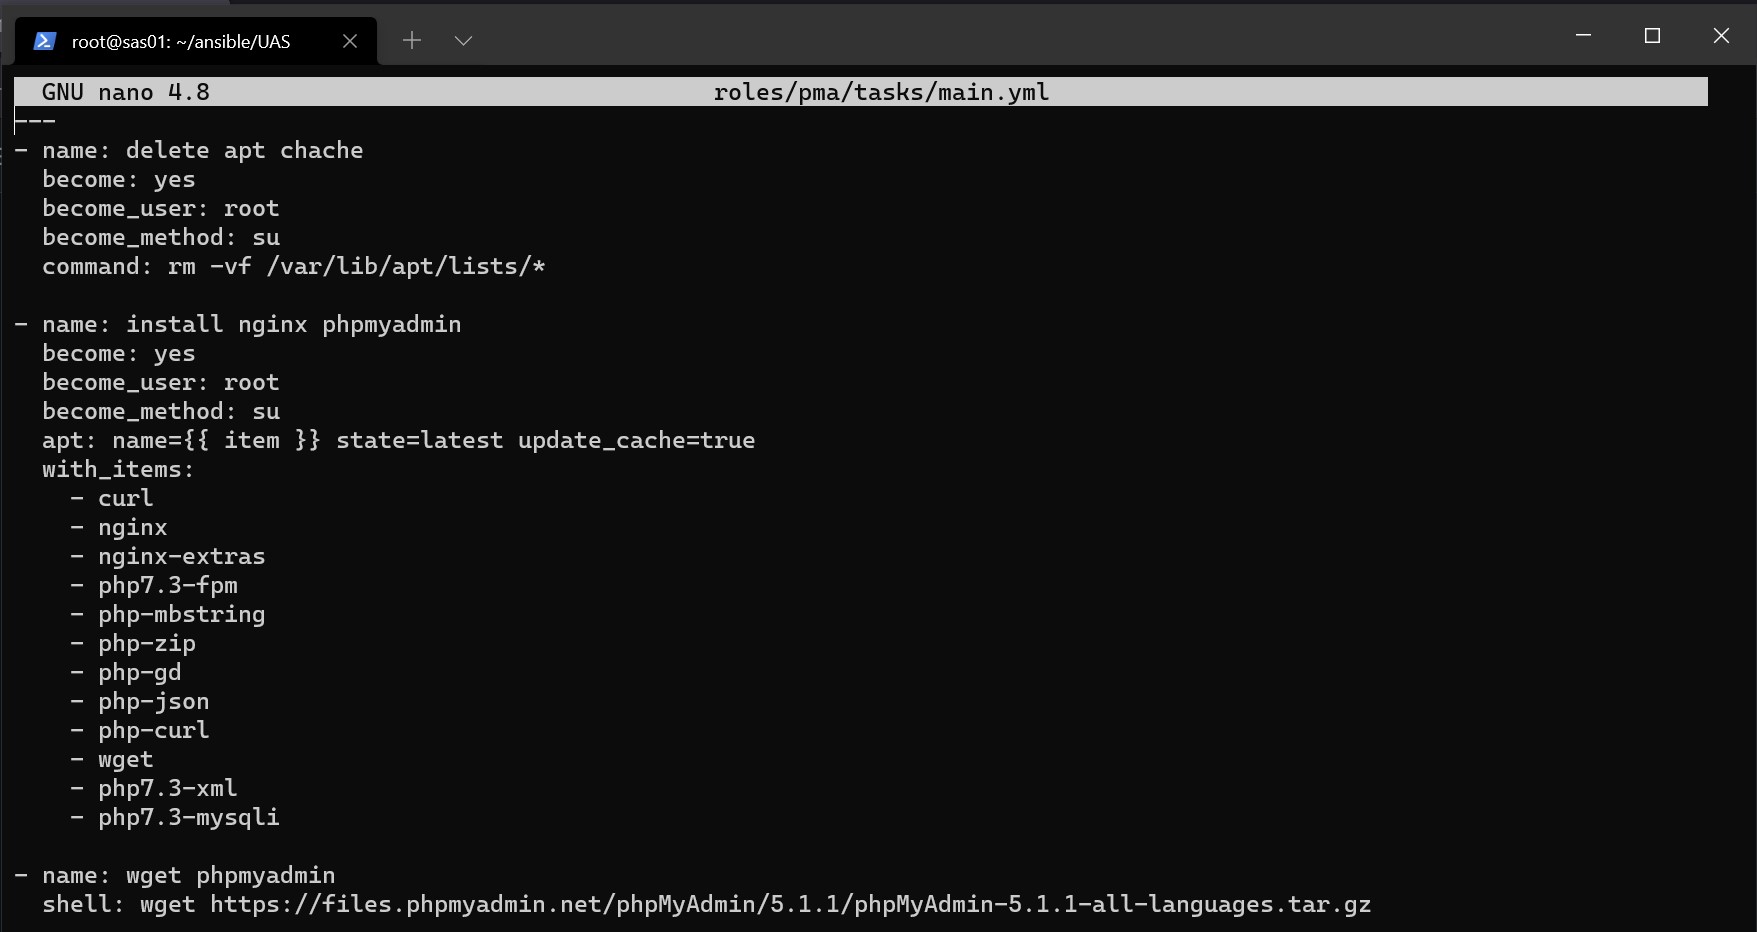 root@sas01: ~/ansible/UAS
GNU nano 4.8 roles/pma/tasks/main.yml
---
- name: delete apt chache
  become: yes
  become_user: root
  become_method: su
  command: rm -vf /var/lib/apt/lists/*

- name: install nginx phpmyadmin
  become: yes
  become_user: root
  become_method: su
  apt: name={{ item }} state=latest update_cache=true
  with_items:
    - curl
    - nginx
    - nginx-extras
    - php7.3-fpm
    - php-mbstring
    - php-zip
    - php-gd
    - php-json
    - php-curl
    - wget
    - php7.3-xml
    - php7.3-mysqli

- name: wget phpmyadmin
  shell: wget https://files.phpmyadmin.net/phpMyAdmin/5.1.1/phpMyAdmin-5.1.1-all-languages.tar.gz